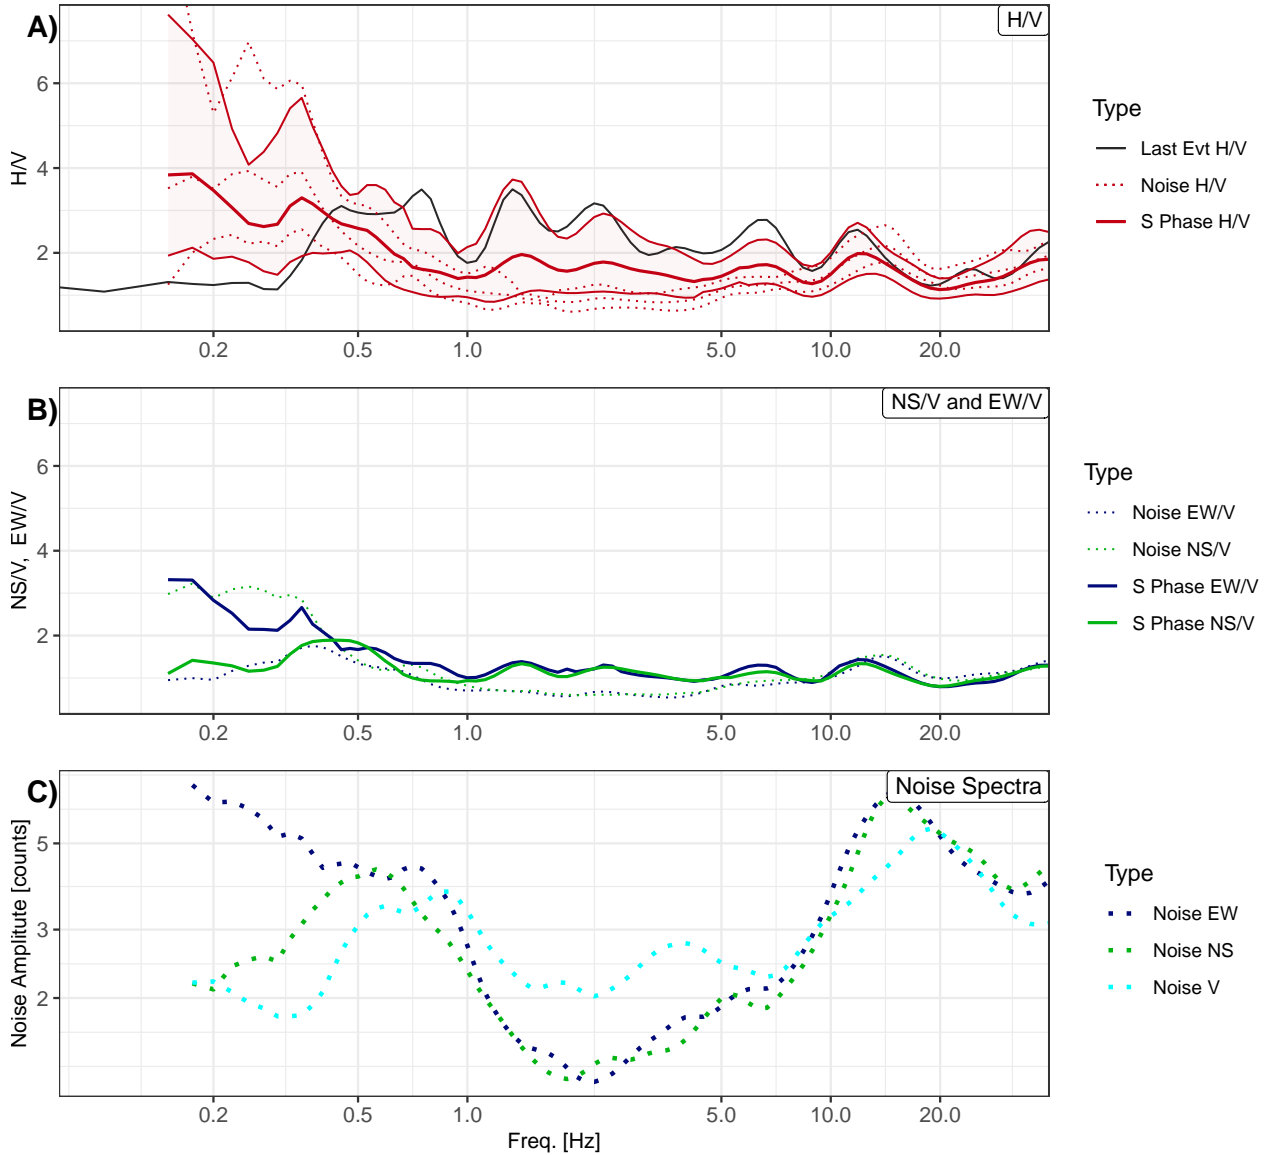 A)
H/V
6
4
2
H/V
0.2 0.5 1.0 5.0 10.0 20.0
Type
Last Evt H/V
Noise H/V
S Phase H/V
B)
NS/V and EW/V
6
4
2
NS/V, EW/V
0.2 0.5 1.0 5.0 10.0 20.0
Type
Noise EW/V
Noise NS/V
S Phase EW/V
S Phase NS/V
C)
Noise Spectra
5
3
2
Noise Amplitute [counts]
0.2 0.5 1.0 5.0 10.0 20.0
Freq. [Hz]
Type
Noise EW
Noise NS
Noise V